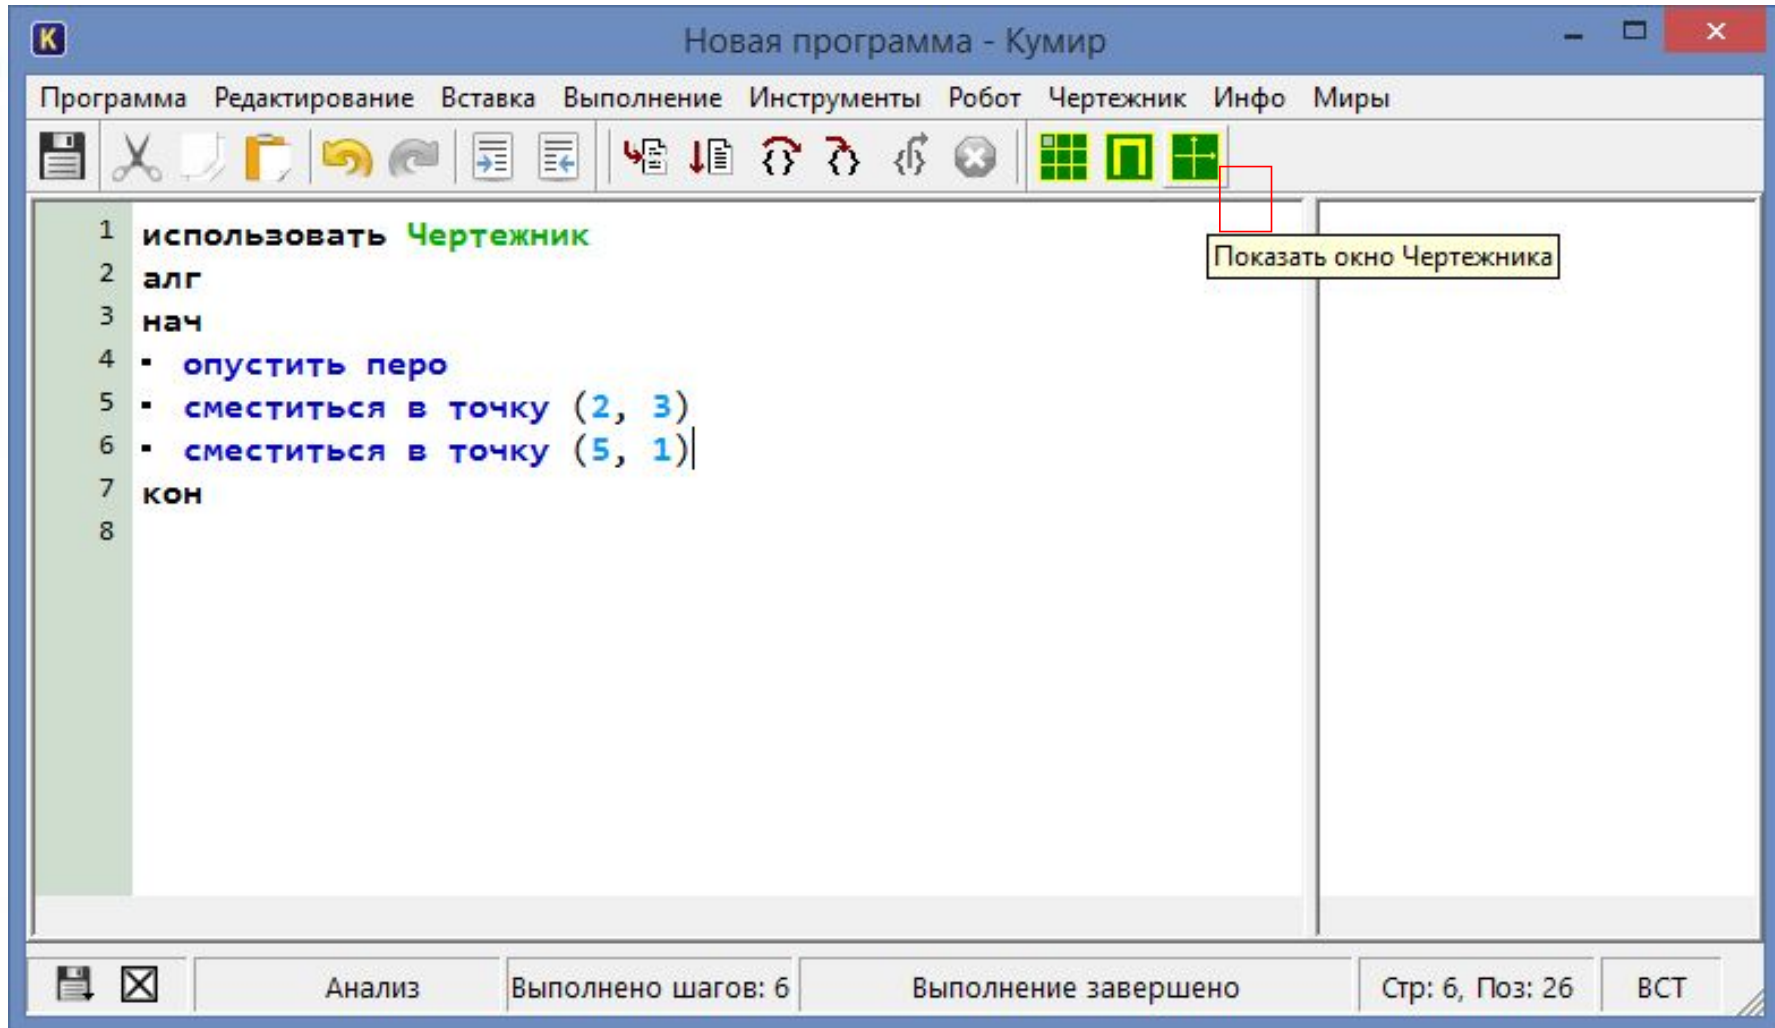 K
Новая программа - Кумир
Программа Редактирование Вставка Выполнение Инструменты Робот Чертежник Инфо Миры
1 использовать Чертежник
Показать окно Чертежника
2 алг
3 нач
4 ▪ опустить перо
5 ▪ сместиться в точку (2, 3)
6 ▪ сместиться в точку (5, 1)
7 кон
8
Анализ Выполнено шагов: 6 Выполнение завершено Стр: 6, Поз: 26 ВСТ